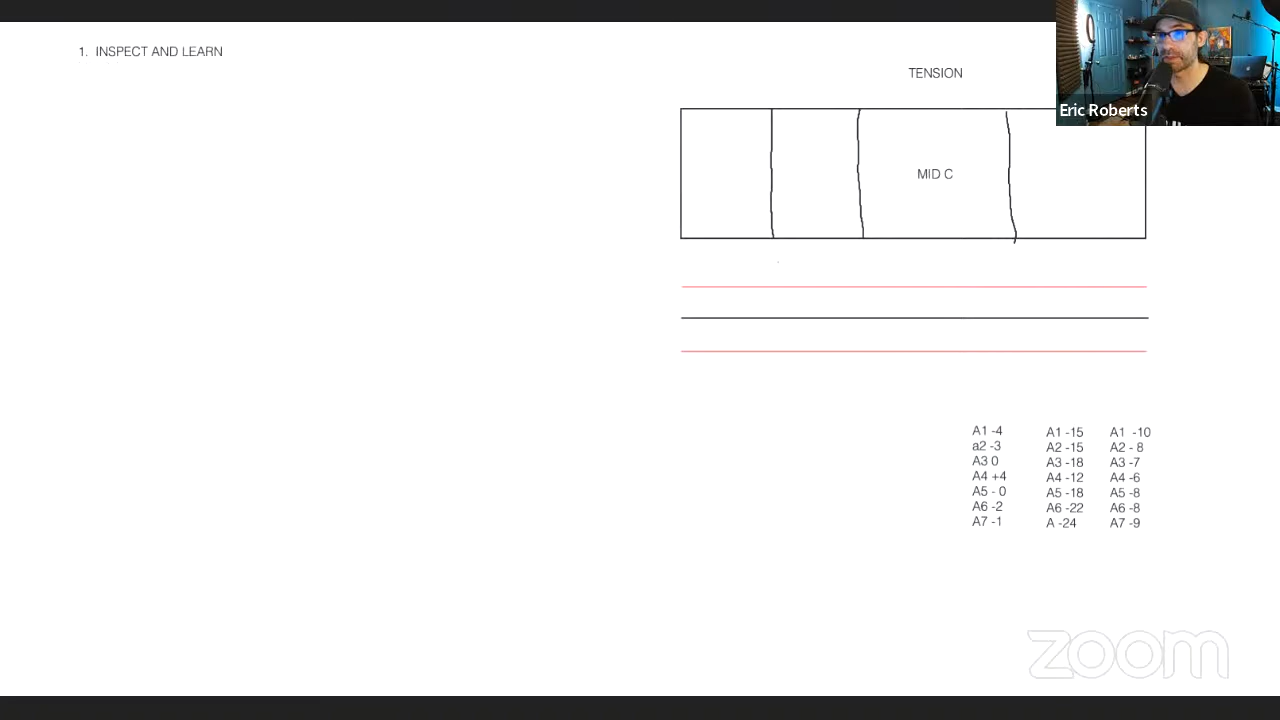 1. INSPECT AND LEARN
TENSION
Eric Roberts
MID C
A1 -4
a2 -3
A3 0
A4 +4
A5 - 0
A6 -2
A7 -1
A1 -15
A2 -15
A3 -18
A4 -12
A5 -18
A6 -22
A -24
A1 -10
A2 - 8
A3 -7
A4 -6
A5 -8
A6 -8
A7 -9
zoom